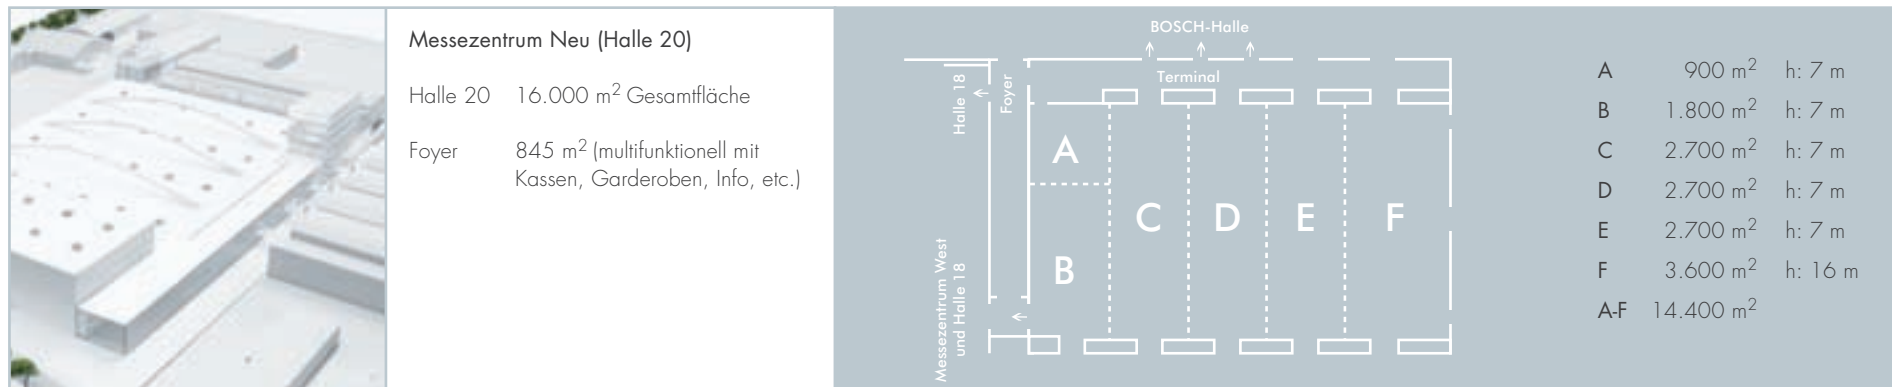 Messezentrum Neu (Halle 20)
Halle 20 16.000 m² Gesamtfläche
Foyer 845 m² (multifunktionell mit
Kassen, Garderoben, Info, etc.)
BOSCH-Halle
Terminal
Halle 18
Foyer
A
B
C
D
E
F
Messezentrum West
und Halle 18
A 900 m² h: 7 m
B 1.800 m² h: 7 m
C 2.700 m² h: 7 m
D 2.700 m² h: 7 m
E 2.700 m² h: 7 m
F 3.600 m² h: 16 m
A-F 14.400 m²